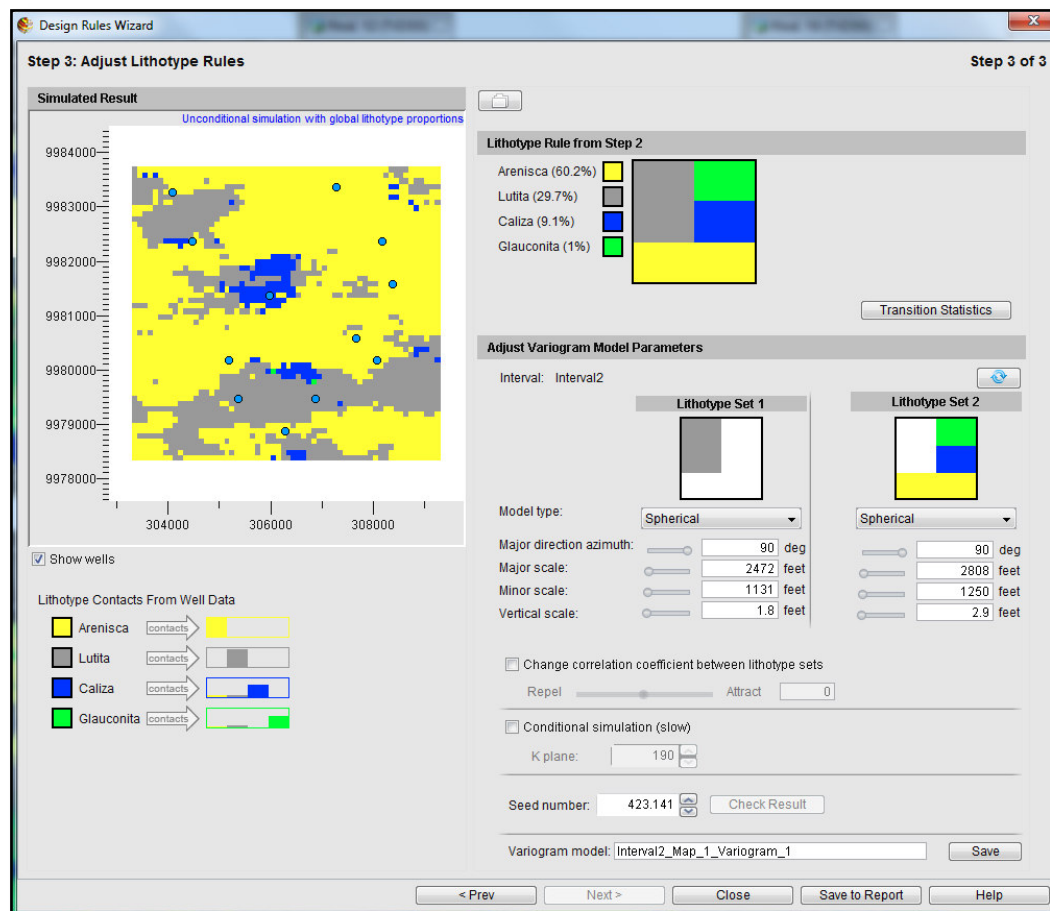 Design Rules Wizard
Step 3: Adjust Lithotype Rules
Step 3 of 3
Simulated Result
Unconditional simulation with global lithotype proportions
9984000
9983000
9982000
9981000
9980000
9979000
9978000
304000 306000 308000
Show wells
Lithotype Contacts From Well Data
Arenisca contacts
Lutita contacts
Caliza contacts
Glauconita contacts
Lithotype Rule from Step 2
Arenisca (60.2%)
Lutita (29.7%)
Caliza (9.1%)
Glauconita (1%)
Transition Statistics
Adjust Variogram Model Parameters
Interval: Interval2
Lithotype Set 1 Lithotype Set 2
Model type: Spherical Spherical
Major direction azimuth: 90 deg 90 deg
Major scale: 2472 feet 2808 feet
Minor scale: 1131 feet 1250 feet
Vertical scale: 1.8 feet 2.9 feet
Change correlation coefficient between lithotype sets
Repel Attract 0
Conditional simulation (slow)
K plane: 190
Seed number: 423.141 Check Result
Variogram model: Interval2_Map_1_Variogram_1 Save
< Prev Next > Close Save to Report Help